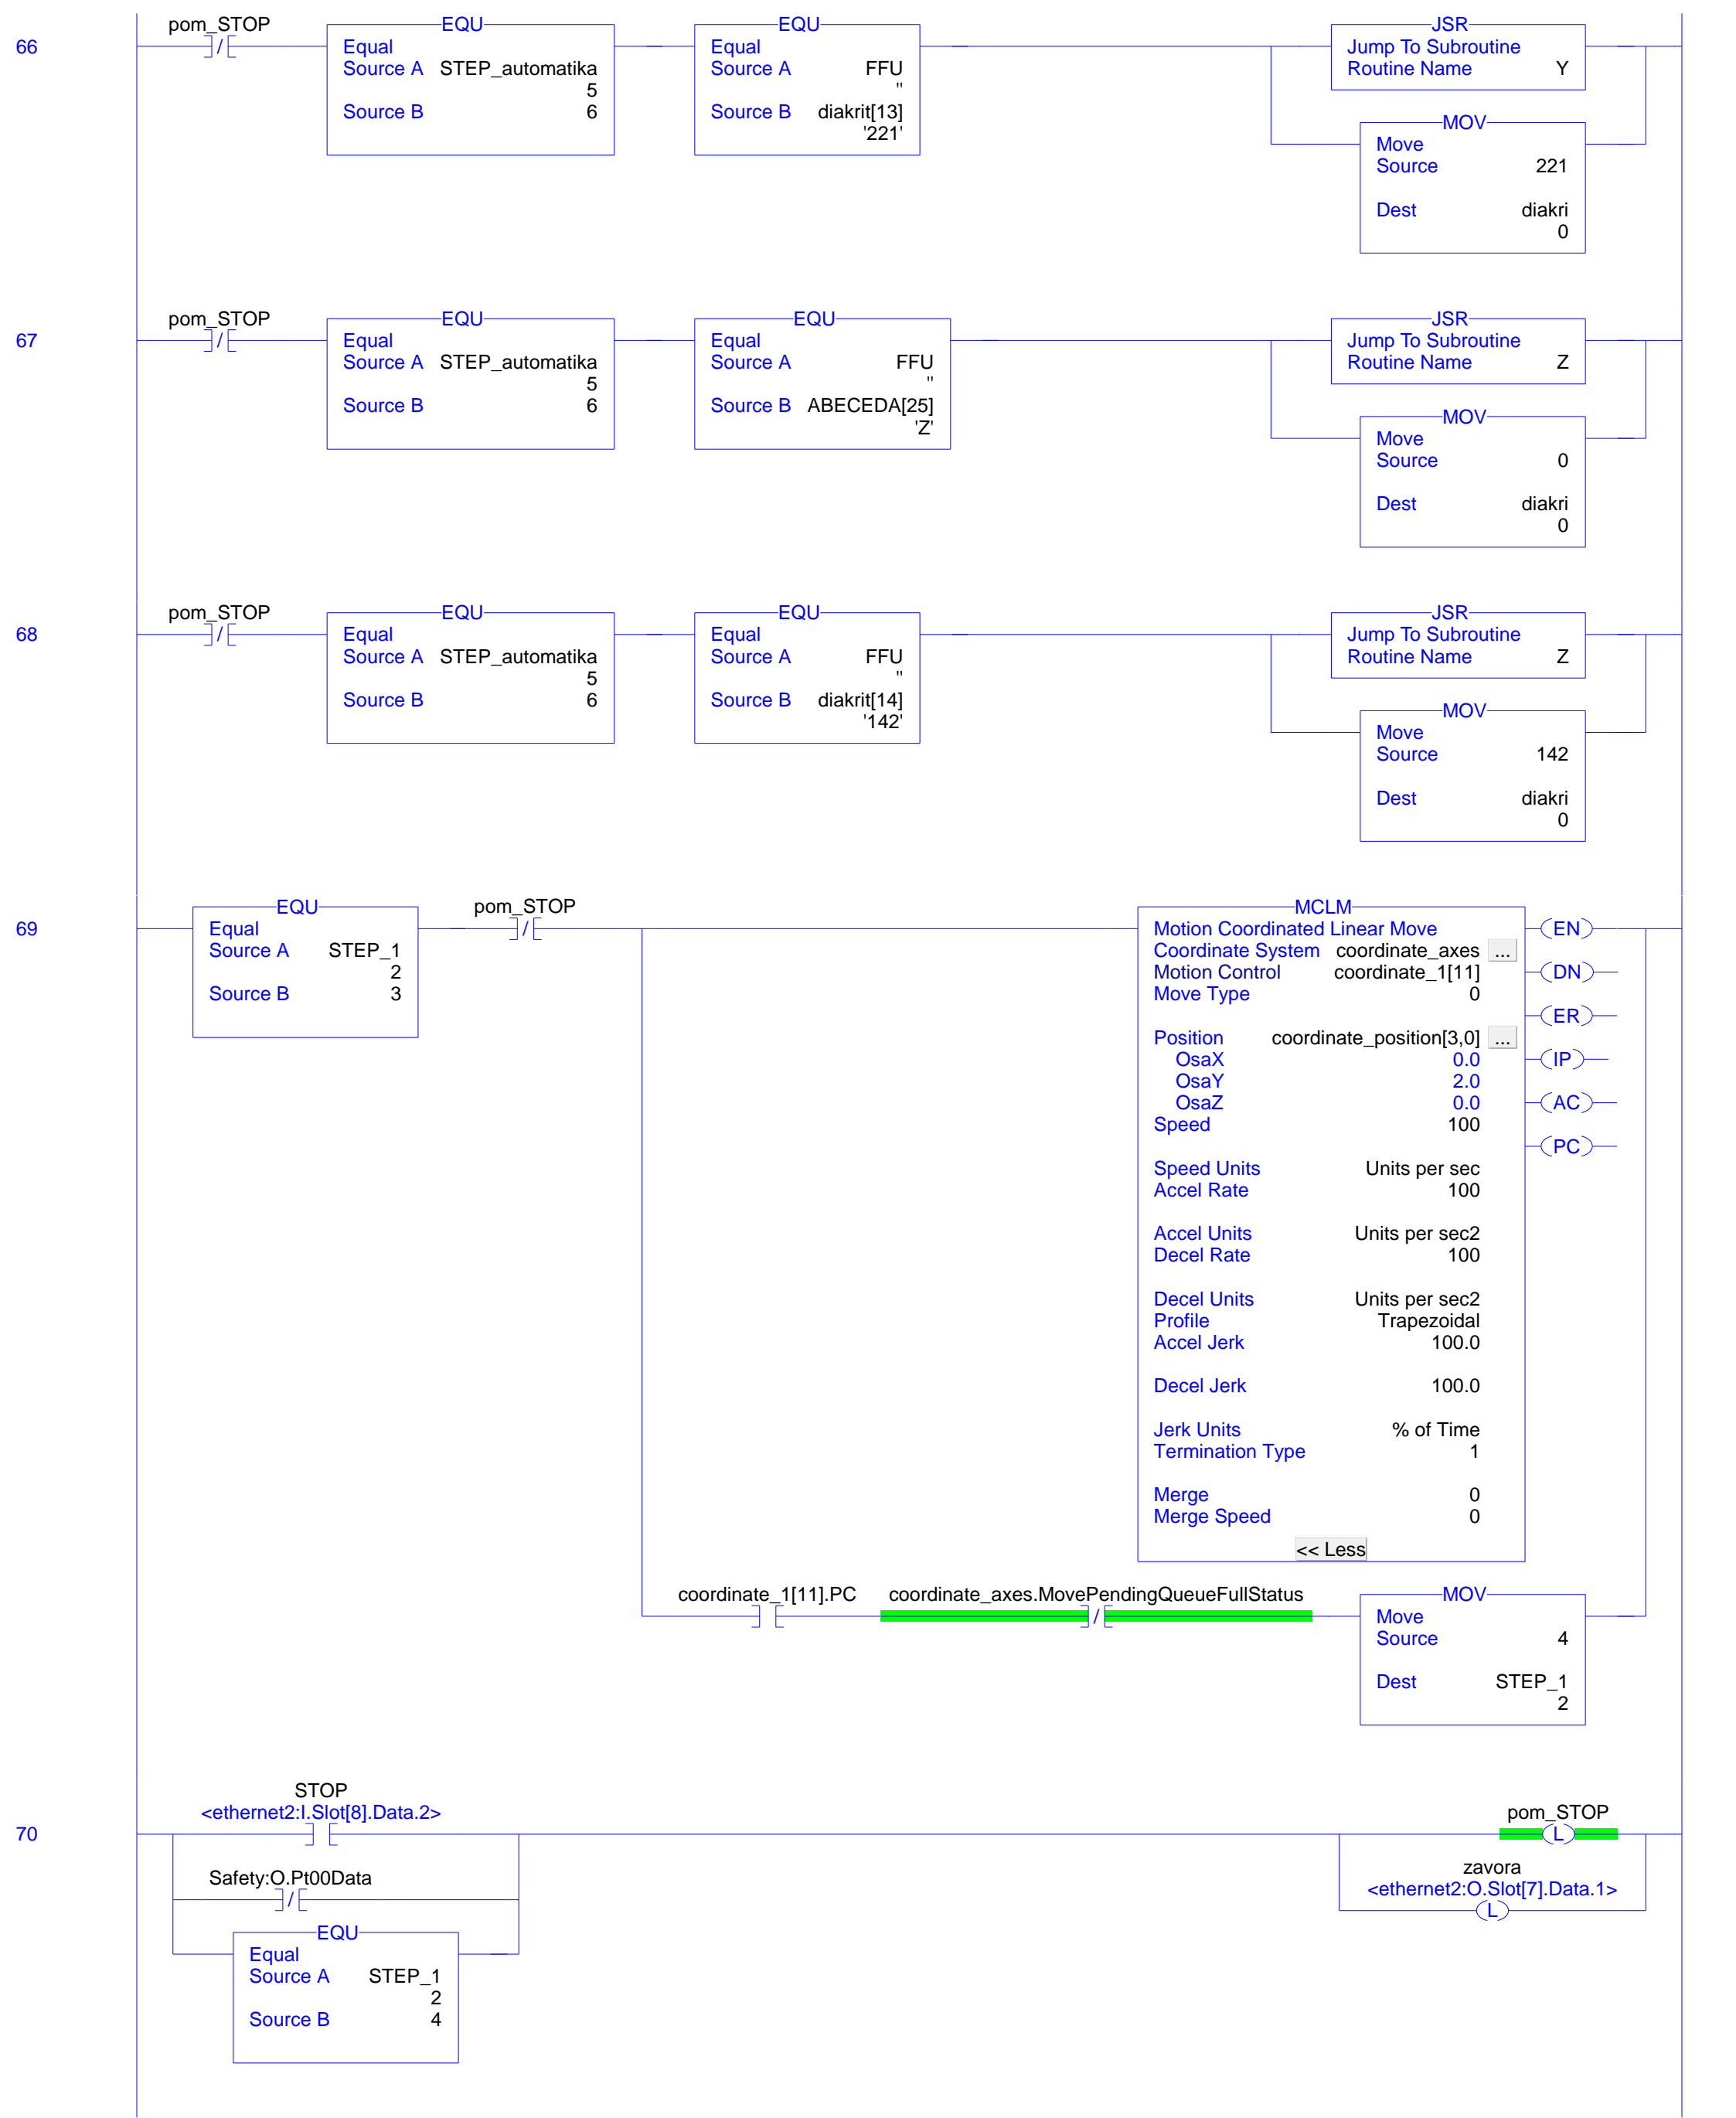 66
pom_STOP
EQU
Equal
Source A STEP_automatika
5
Source B 6
EQU
Equal
Source A FFU
''
Source B diakrit[13]
'221'
JSR
Jump To Subroutine
Routine Name Y
MOV
Move
Source 221
Dest diakri
0
67
pom_STOP
EQU
Equal
Source A STEP_automatika
5
Source B 6
EQU
Equal
Source A FFU
''
Source B ABECEDA[25]
'Z'
JSR
Jump To Subroutine
Routine Name Z
MOV
Move
Source 0
Dest diakri
0
68
pom_STOP
EQU
Equal
Source A STEP_automatika
5
Source B 6
EQU
Equal
Source A FFU
''
Source B diakrit[14]
'142'
JSR
Jump To Subroutine
Routine Name Z
MOV
Move
Source 142
Dest diakri
0
69
EQU
Equal
Source A STEP_1
2
Source B 3
pom_STOP
MCLM
Motion Coordinated Linear Move
Coordinate System coordinate_axes ...
Motion Control coordinate_1[11]
Move Type 0
Position coordinate_position[3,0] ...
OsaX 0.0
OsaY 2.0
OsaZ 0.0
Speed 100
Speed Units Units per sec
Accel Rate 100
Accel Units Units per sec2
Decel Rate 100
Decel Units Units per sec2
Profile Trapezoidal
Accel Jerk 100.0
Decel Jerk 100.0
Jerk Units % of Time
Termination Type 1
Merge 0
Merge Speed 0
<< Less
EN
DN
ER
IP
AC
PC
coordinate_1[11].PC
coordinate_axes.MovePendingQueueFullStatus
MOV
Move
Source 4
Dest STEP_1
2
70
STOP
<ethernet2:I.Slot[8].Data.2>
Safety:O.Pt00Data
EQU
Equal
Source A STEP_1
2
Source B 4
pom_STOP
L
zavora
<ethernet2:O.Slot[7].Data.1>
L